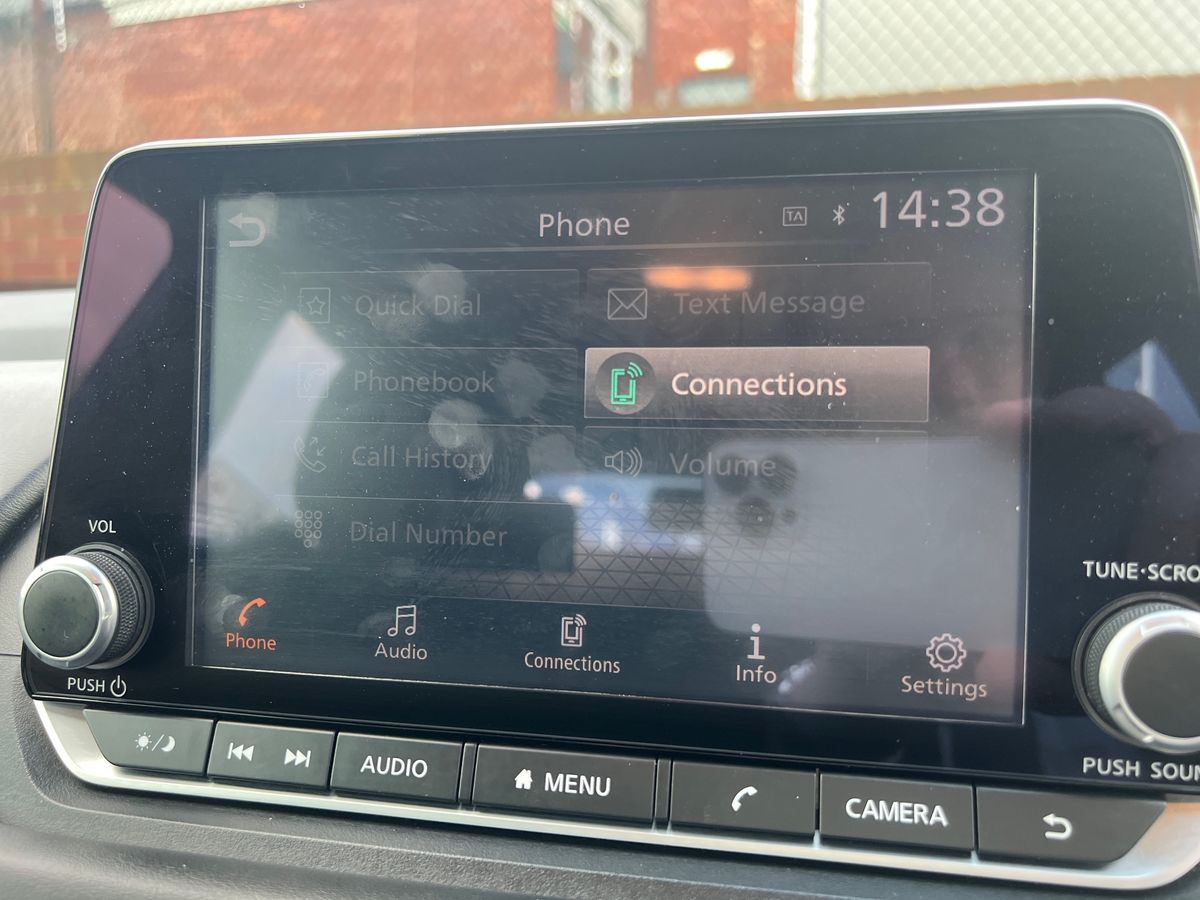 Phone
TA
14:38
Quick Dial
Text Message
Phonebook
Connections
Call History
Volume
Dial Number
Phone
Audio
Connections
Info
Settings
VOL
PUSH
TUNE·SCRO
PUSH SOUN
AUDIO
MENU
CAMERA